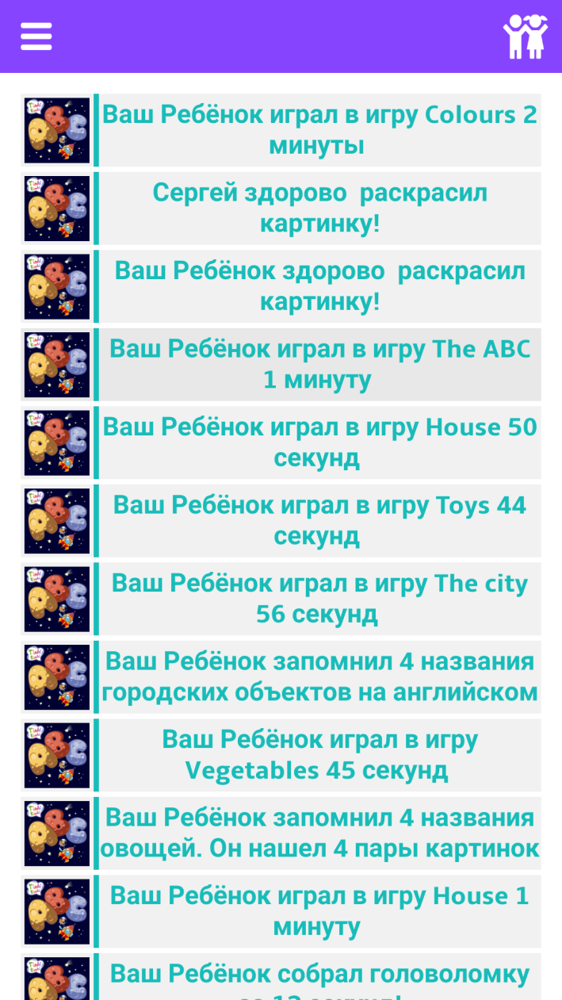 Ваш Ребёнок играл в игру Colours 2
минуты
Сергей здорово  раскрасил
картинку!
Ваш Ребёнок здорово  раскрасил
картинку!
Ваш Ребёнок играл в игру The ABC
1 минуту
Ваш Ребёнок играл в игру House 50
секунд
Ваш Ребёнок играл в игру Toys 44
секунд
Ваш Ребёнок играл в игру The city
56 секунд
Ваш Ребёнок запомнил 4 названия
городских объектов на английском
Ваш Ребёнок играл в игру
Vegetables 45 секунд
Ваш Ребёнок запомнил 4 названия
овощей. Он нашел 4 пары картинок
Ваш Ребёнок играл в игру House 1
минуту
Ваш Ребёнок собрал головоломку